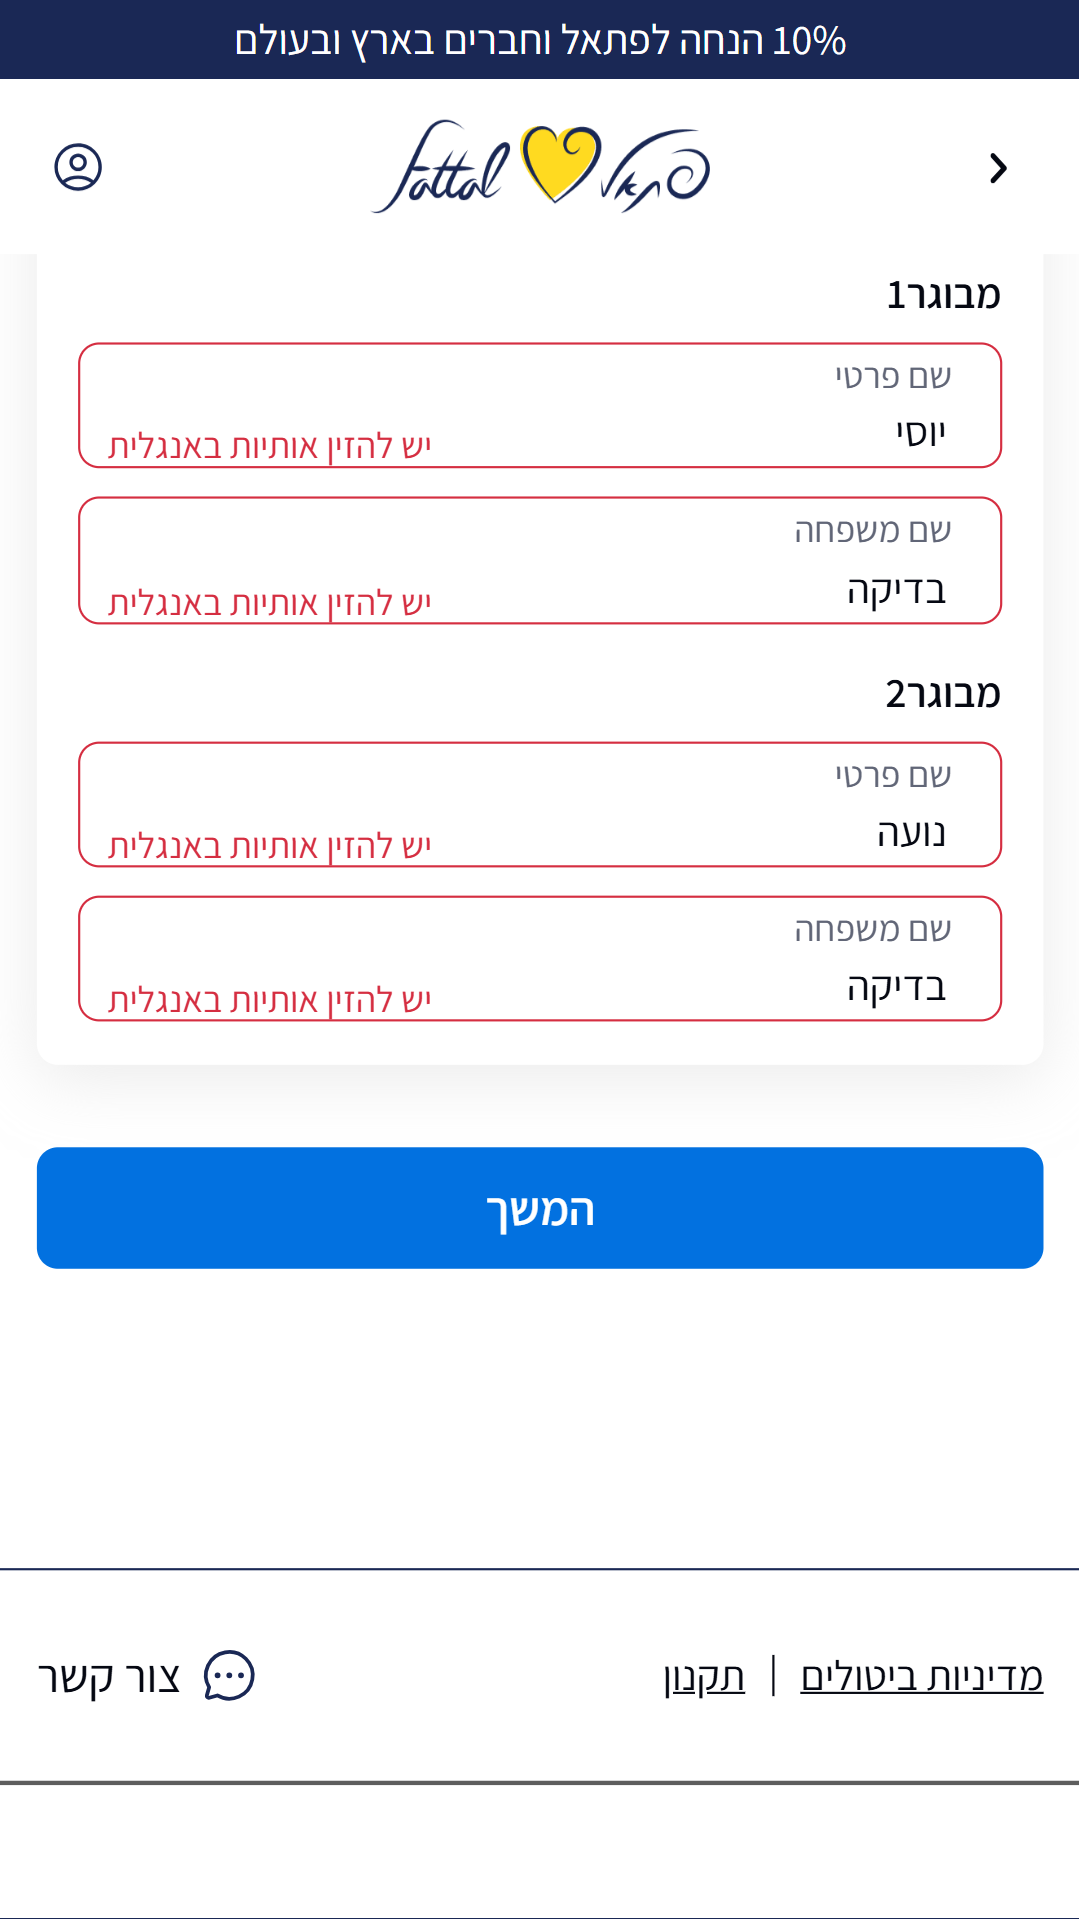 10% הנחה לפתאל וחברים בארץ ובעולם
fattal פתאל
מבוגר1
שם פרטי
יוסי
יש להזין אותיות באנגלית
שם משפחה
בדיקה
יש להזין אותיות באנגלית
מבוגר2
שם פרטי
נועה
יש להזין אותיות באנגלית
שם משפחה
בדיקה
יש להזין אותיות באנגלית
המשך
מדיניות ביטולים | תקנון
צור קשר